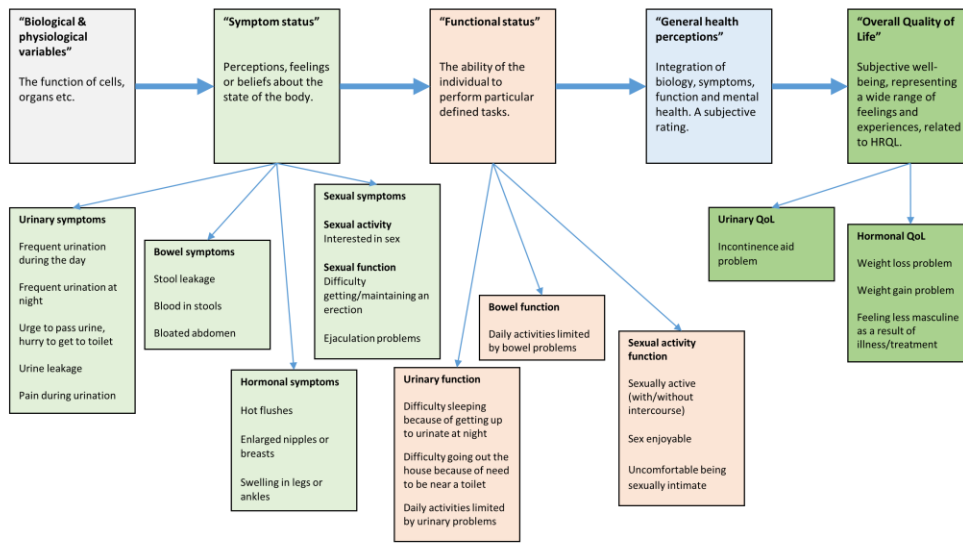 “Biological &
physiological
variables”
The function of cells,
organs etc.
“Symptom status”
Perceptions, feelings
or beliefs about the
state of the body.
“Functional status”
The ability of the
individual to
perform particular
defined tasks.
“General health
perceptions”
Integration of
biology, symptoms,
function and mental
health. A subjective
rating.
“Overall Quality of
Life”
Subjective well-
being, representing
a wide range of
feelings and
experiences, related
to HRQL.
Urinary symptoms
Frequent urination
during the day
Frequent urination at
night
Urge to pass urine,
hurry to get to toilet
Urine leakage
Pain during urination
Bowel symptoms
Stool leakage
Blood in stools
Bloated abdomen
Hormonal symptoms
Hot flushes
Enlarged nipples or
breasts
Swelling in legs or
ankles
Sexual symptoms
Sexual activity
Interested in sex
Sexual function
Difficulty
getting/maintaining an
erection
Ejaculation problems
Urinary function
Difficulty sleeping
because of getting up
to urinate at night
Difficulty going out the
house because of need
to be near a toilet
Daily activities limited
by urinary problems
Bowel function
Daily activities limited
by bowel problems
Sexual activity
function
Sexually active
(with/without
intercourse)
Sex enjoyable
Uncomfortable being
sexually intimate
Urinary QoL
Incontinence aid
problem
Hormonal QoL
Weight loss problem
Weight gain problem
Feeling less masculine
as a result of
illness/treatment